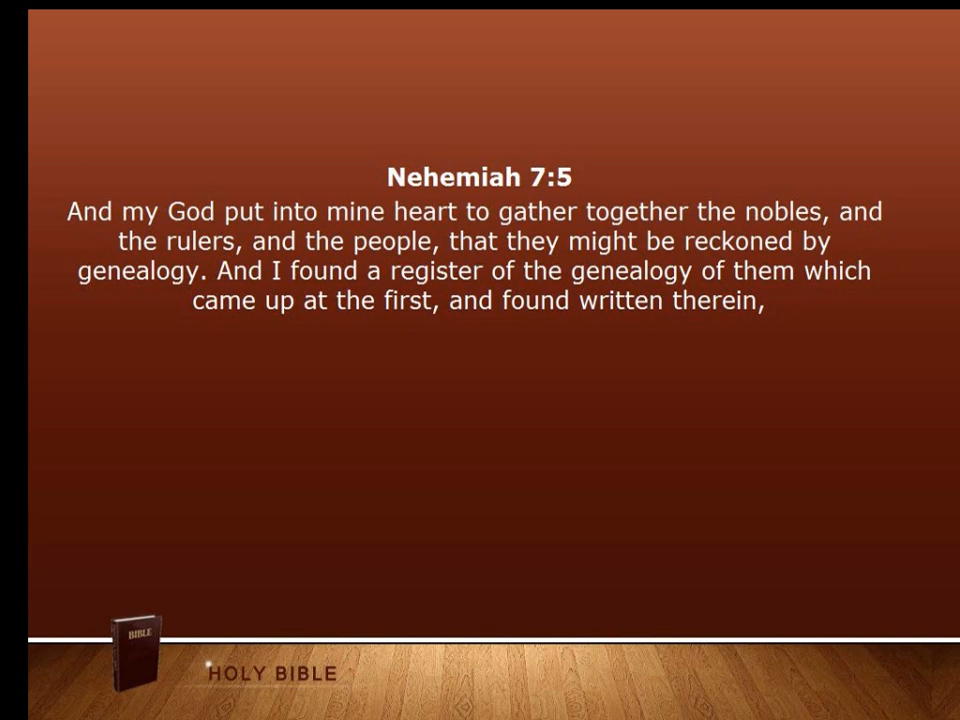 Nehemiah 7:5
And my God put into mine heart to gather together the nobles, and
the rulers, and the people, that they might be reckoned by
genealogy. And I found a register of the genealogy of them which
came up at the first, and found written therein,
BIBLE
HOLY BIBLE